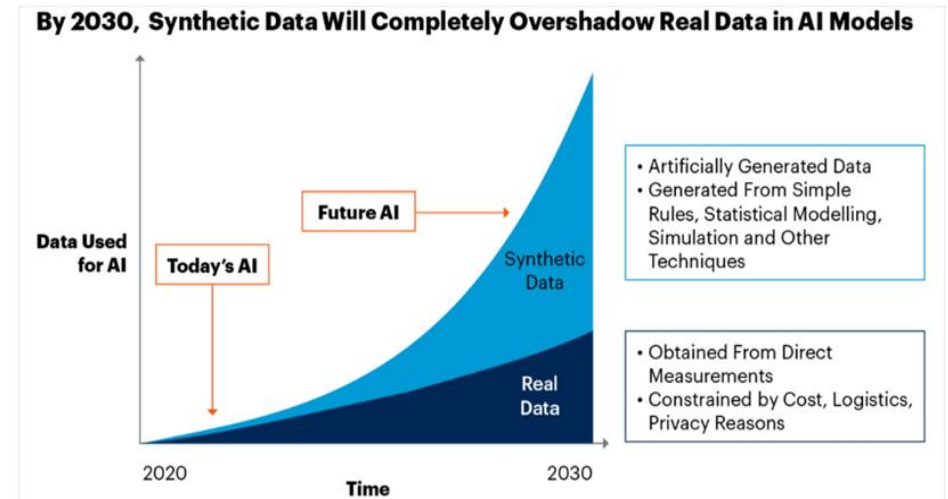 By 2030, Synthetic Data Will Completely Overshadow Real Data in AI Models
Data Used
for AI
Today's AI
Future AI
Synthetic
Data
Real
Data
• Artificially Generated Data
• Generated From Simple
Rules, Statistical Modelling,
Simulation and Other
Techniques
• Obtained From Direct
Measurements
• Constrained by Cost, Logistics,
Privacy Reasons
2020
2030
Time